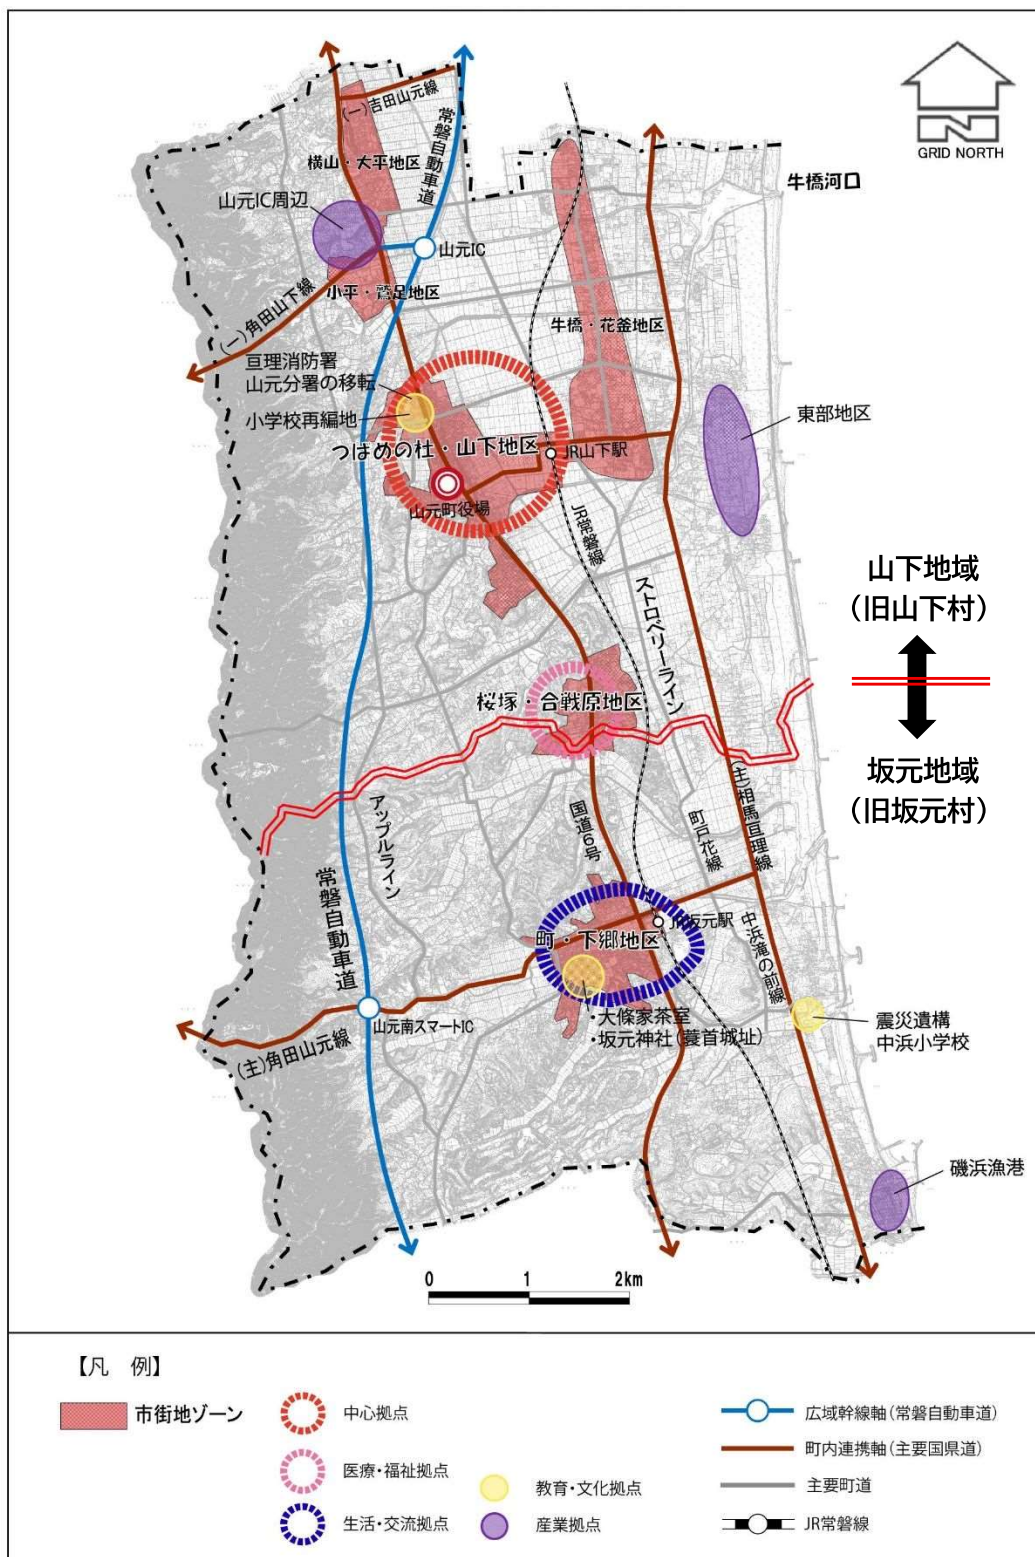 GRID NORTH
(一)吉田山元線
常磐自動車道
横山・大平地区
牛橋河口
山元IC周辺
山元IC
小平・鷲足地区
(一)角田山下線
牛橋・花釜地区
亘理消防署
山元分署の移転
小学校再編地
東部地区
つばめの杜・山下地区
JR山下駅
山元町役場
JR常磐線
ストロベリーライン
山下地域
(旧山下村)
桜塚・合戦原地区
坂元地域
(旧坂元村)
(主)相馬亘理線
アップルライン
国道6号
町戸花線
常磐自動車道
JR坂元駅
町・下郷地区
中浜滝の前線
・大條家茶室
・坂元神社(蓑首城址)
山元南スマートIC
(主)角田山元線
震災遺構
中浜小学校
磯浜漁港
0 1 2km
【凡 例】
市街地ゾーン
中心拠点
医療・福祉拠点
生活・交流拠点
教育・文化拠点
産業拠点
広域幹線軸(常磐自動車道)
町内連携軸(主要国県道)
主要町道
JR常磐線